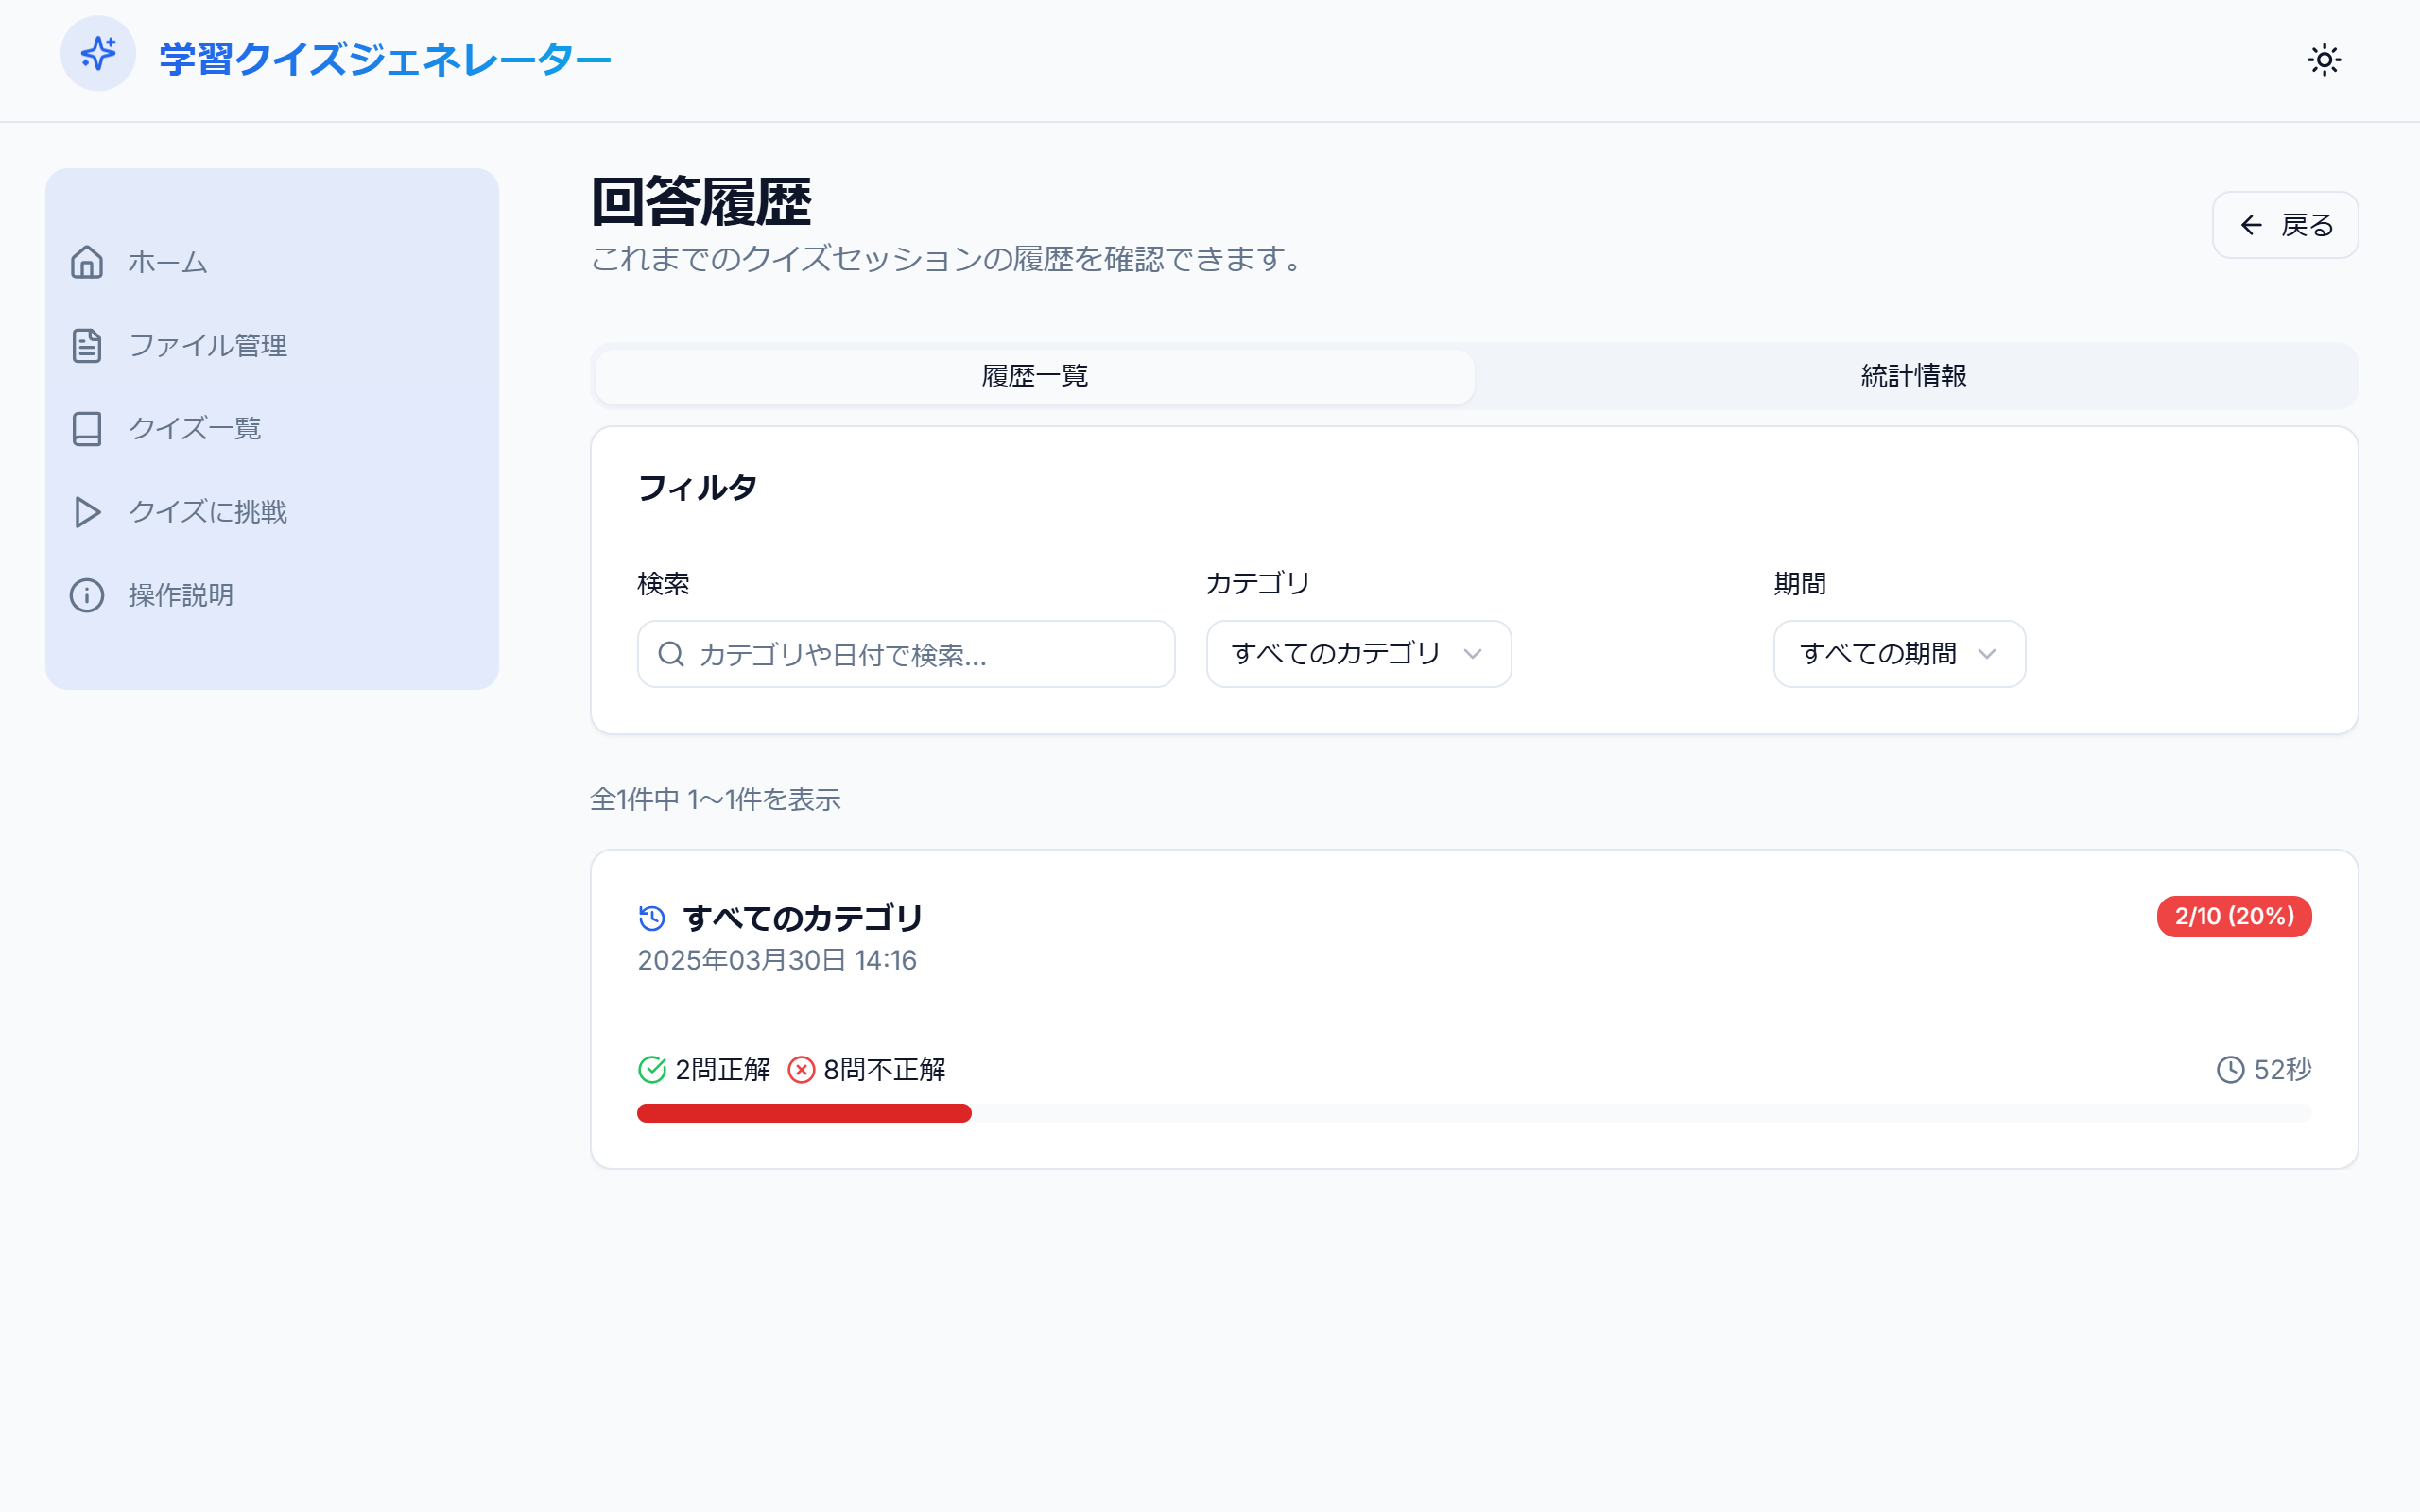 学習クイズジェネレーター
ホーム
ファイル管理
クイズ一覧
クイズに挑戦
操作説明
回答履歴
これまでのクイズセッションの履歴を確認できます。
戻る
履歴一覧
統計情報
フィルタ
検索
カテゴリや日付で検索...
カテゴリ
すべてのカテゴリ
期間
すべての期間
全1件中 1〜1件を表示
すべてのカテゴリ
2/10 (20%)
2025年03月30日 14:16
2問正解 8問不正解
52秒